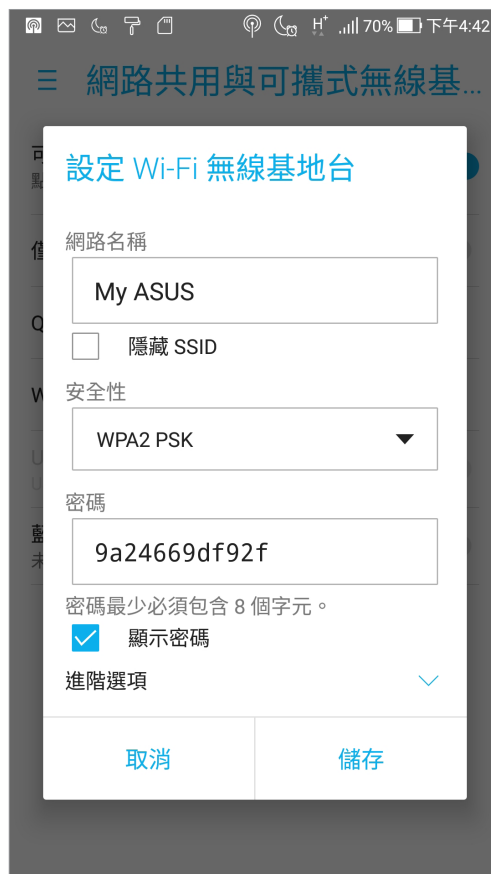 H+ 70% 下午4:42
網路共用與可攜式無線基...
設定 Wi-Fi 無線基地台
網路名稱
My ASUS
隱藏 SSID
安全性
WPA2 PSK
密碼
9a24669df92f
密碼最少必須包含 8 個字元。
顯示密碼
進階選項
取消
儲存